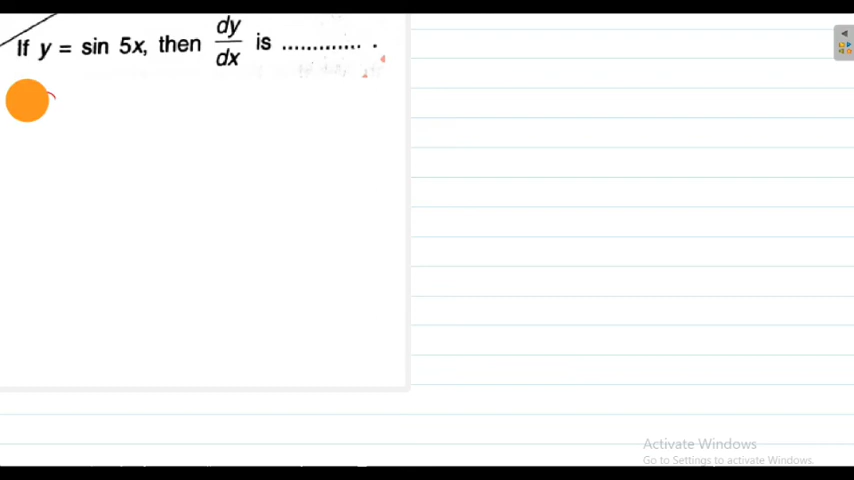 If y = sin 5x, then dy/dx is ............. .
Activate Windows
Go to Settings to activate Windows.